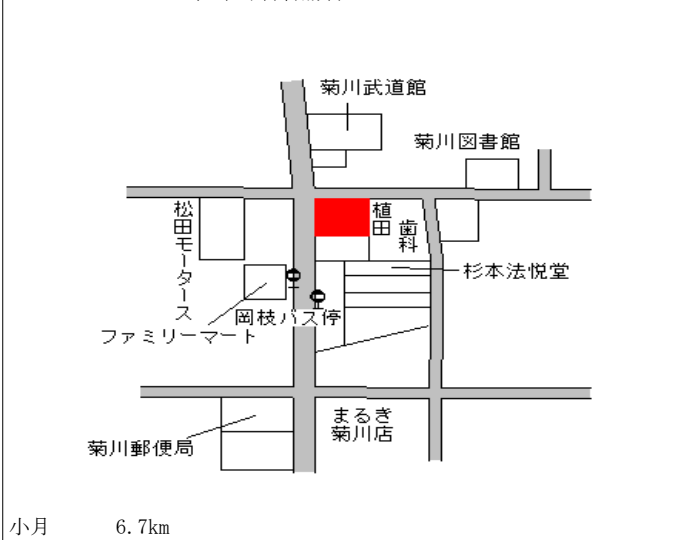 菊川武道館
菊川図書館
松田モータース
植田
歯科
杉本法悦堂
岡枝バス停
ファミリーマート
まるき
菊川店
菊川郵便局
小月 6.7km